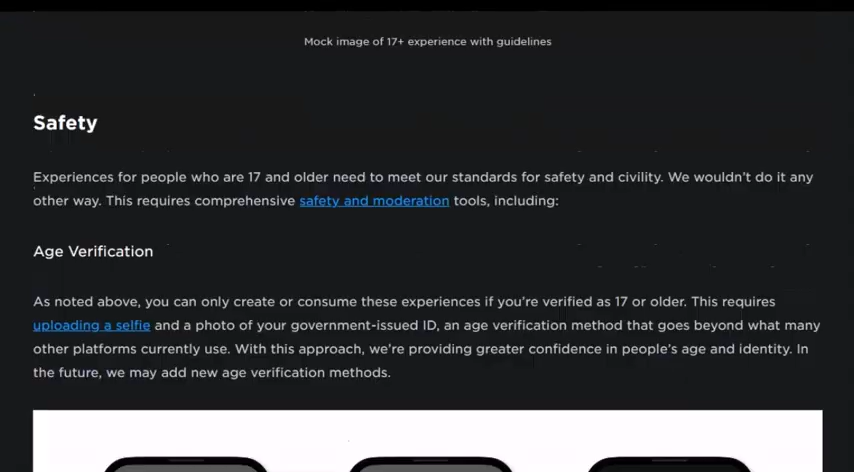 Mock image of 17+ experience with guidelines
Safety
Experiences for people who are 17 and older need to meet our standards for safety and civility. We wouldn't do it any
other way. This requires comprehensive safety and moderation tools, including:
Age Verification
As noted above, you can only create or consume these experiences if you're verified as 17 or older. This requires
uploading a selfie and a photo of your government-issued ID, an age verification method that goes beyond what many
other platforms currently use. With this approach, we're providing greater confidence in people's age and identity. In
the future, we may add new age verification methods.